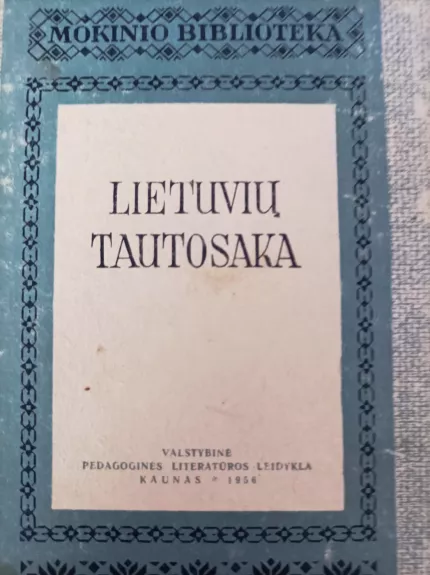 MOKINIO BIBLIOTEKA
LIETUVIŲ
TAUTOSAKA
VALSTYBINĖ
PEDAGOGINĖS LITERATŪROS LEIDYKLA
KAUNAS * 1956